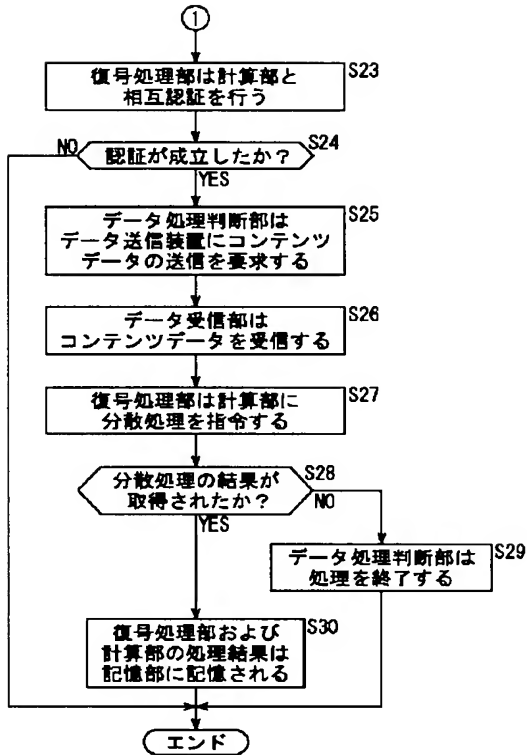 1
復号処理部は計算部と
相互認証を行う
S23
認証が成立したか？
S24
NO
YES
データ処理判断部は
データ送信装置にコンテンツ
データの送信を要求する
S25
データ受信部は
コンテンツデータを受信する
S26
復号処理部は計算部に
分散処理を指令する
S27
分散処理の結果が
取得されたか？
S28
NO
YES
データ処理判断部は
処理を終了する
S29
復号処理部および
計算部の処理結果は
記憶部に記憶される
S30
エンド